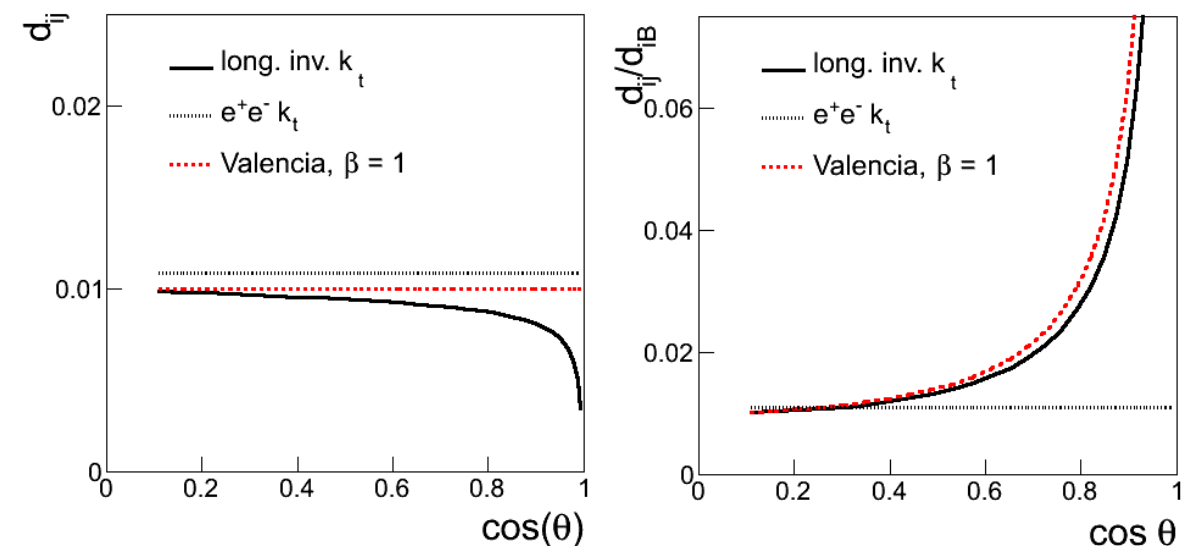 d_ij
long. inv. k_t
e⁺e⁻ k_t
Valencia, β = 1
0.02
0.01
0
0 0.2 0.4 0.6 0.8 1
cos(θ)
d_ij/d_iB
long. inv. k_t
e⁺e⁻ k_t
Valencia, β = 1
0.06
0.04
0.02
0
0 0.2 0.4 0.6 0.8 1
cos θ